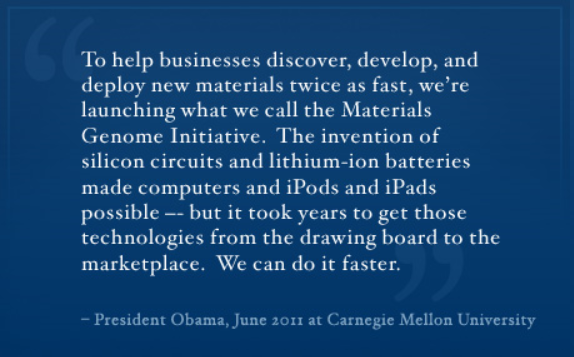 To help businesses discover, develop, and
deploy new materials twice as fast, we’re
launching what we call the Materials
Genome Initiative.  The invention of
silicon circuits and lithium-ion batteries
made computers and iPods and iPads
possible –- but it took years to get those
technologies from the drawing board to the
marketplace.  We can do it faster.
– President Obama, June 2011 at Carnegie Mellon University